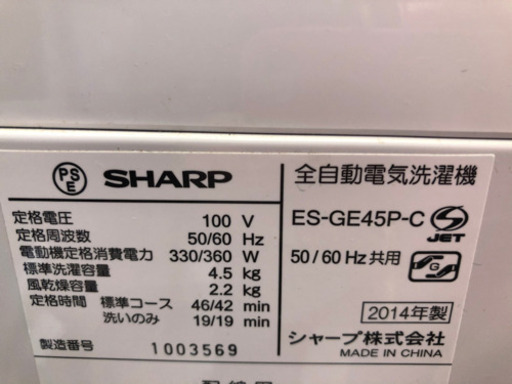 PS
E
SHARP
定格電圧 100 V
定格周波数 50/60 Hz
電動機定格消費電力 330/360 W
標準洗濯容量 4.5 kg
風乾燥容量 2.2 kg
定格時間 標準コース 46/42 min
洗いのみ 19/19 min
製造番号 1003569
全自動電気洗濯機
ES-GE45P-C
S
JET
50/60 Hz共用
G
2014年製
シャープ株式会社
MADE IN CHINA